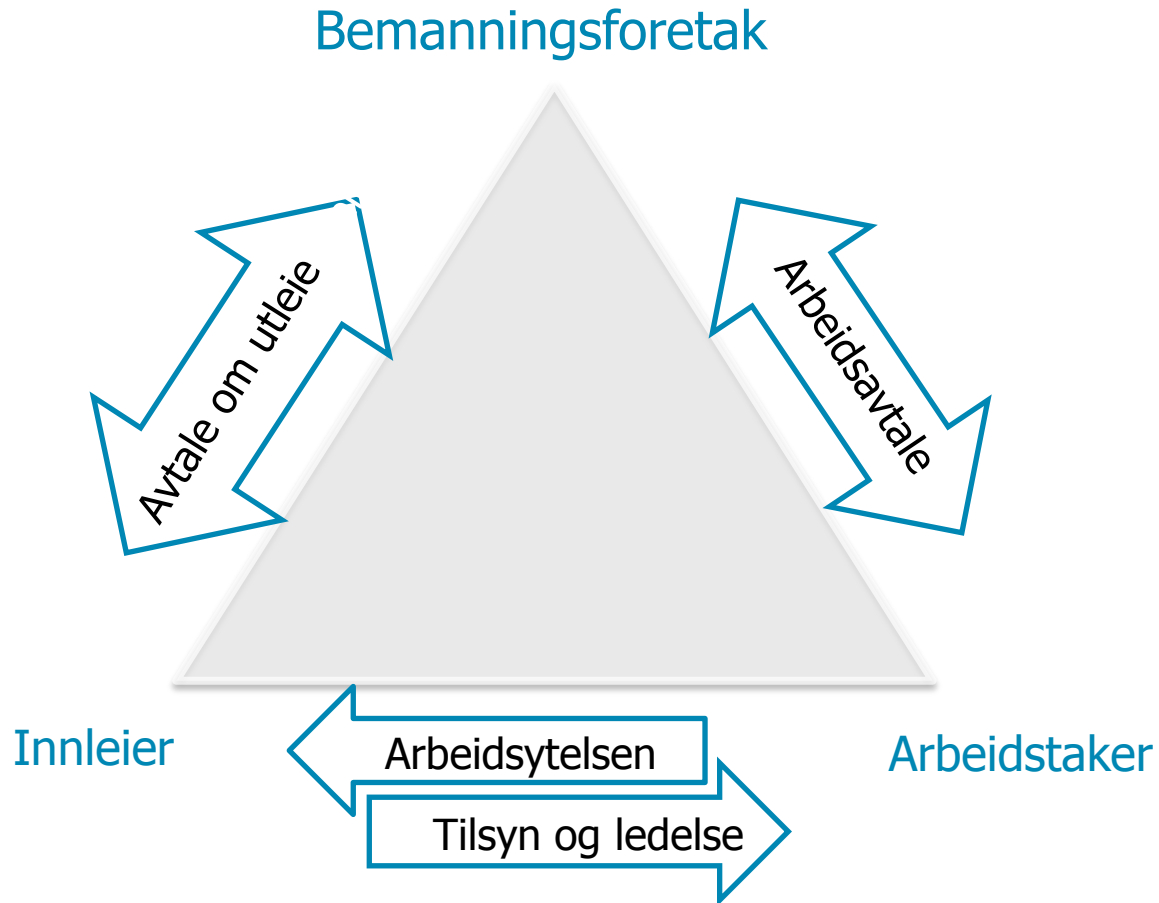 Bemanningsforetak
Avtale om utleie
Arbeidsavtale
Innleier
Arbeidsytelsen
Arbeidstaker
Tilsyn og ledelse